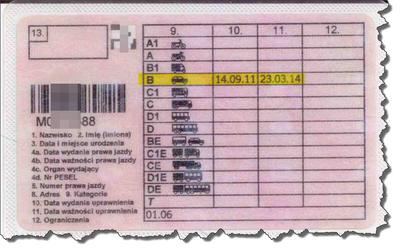 13.
9. 10. 11. 12.
A1
A
B1
B 14.09.11 23.03.14
C1
C
D1
D
BE
C1E
CE
D1E
DE
T
01.06
1. Nazwisko 2. Imię (imiona)
3. Data i miejsce urodzenia
4a. Data wydania prawa jazdy
4b. Data ważności prawa jazdy
4c. Organ wydający
4d. Nr PESEL
5. Numer prawa jazdy
8. Adres 9. Kategoria
10. Data wydania uprawnienia
11. Data ważności uprawnienia
12. Ograniczenia